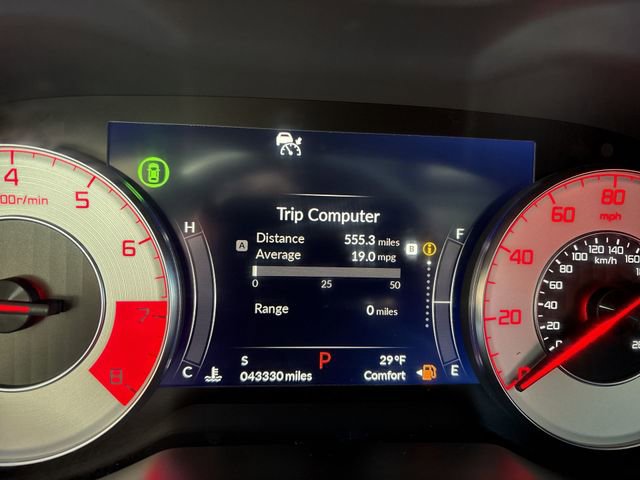 4
5
6
7
8
00r/min
H
C
Trip Computer
A
Distance 555.3 miles
Average 19.0 mpg
0 25 50
Range 0 miles
B
F
E
S P 29°F
043330 miles Comfort
0
20
40
60
80
mph
0
20
40
60
80
100 120 140 160
km/h